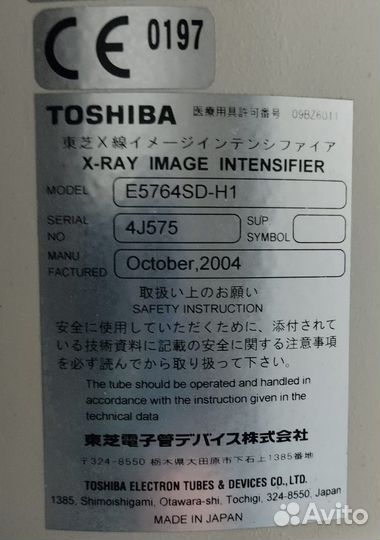 CE 0197
TOSHIBA 医療用具許可番号 09BZ6011
東芝X線イメージインテンシファイア
X-RAY IMAGE INTENSIFIER
MODEL E5764SD-H1
SERIAL NO. 4J575 SUP SYMBOL
MANU FACTURED October,2004
取扱い上のお願い
SAFETY INSTRUCTION
安全に使用していただくために、添付されて
いる技術資料に記載の安全に関する注意事項
を必ず読んでから取り扱って下さい。
The tube should be operated and handled in
accordance with the instruction given in the
technical data
東芝電子管デバイス株式会社
〒324-8550 栃木県大田原市下石上1385番地
TOSHIBA ELECTRON TUBES & DEVICES CO.,LTD.
1385, Shimoishigami, Otawara-shi, Tochigi, 324-8550, Japan
MADE IN JAPAN
Avito